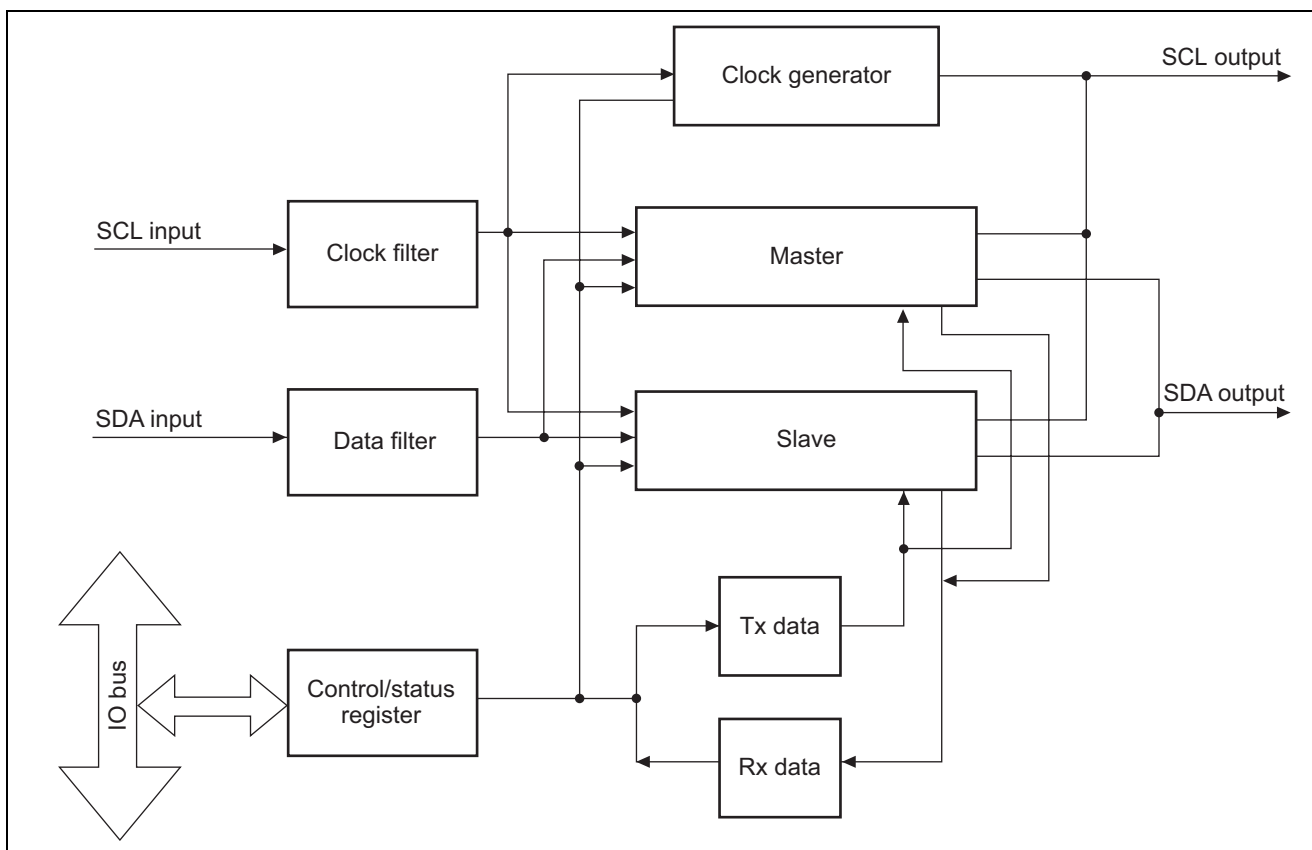 Clock generator
SCL output
SCL input
Clock filter
Master
SDA input
Data filter
Slave
SDA output
IO bus
Control/status
register
Tx data
Rx data